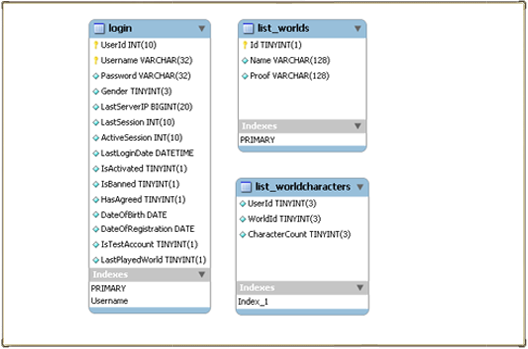 login
UserId INT(10)
Username VARCHAR(32)
Password VARCHAR(32)
Gender TINYINT(3)
LastServerIP BIGINT(20)
LastSession INT(10)
ActiveSession INT(10)
LastLoginDate DATETIME
IsActivated TINYINT(1)
IsBanned TINYINT(1)
HasAgreed TINYINT(1)
DateOfBirth DATE
DateOfRegistration DATE
IsTestAccount TINYINT(1)
LastPlayedWorld TINYINT(1)
Indexes
PRIMARY
Username
list_worlds
Id TINYINT(1)
Name VARCHAR(128)
Proof VARCHAR(128)
Indexes
PRIMARY
list_worldcharacters
UserId TINYINT(3)
WorldId TINYINT(3)
CharacterCount TINYINT(3)
Indexes
Index_1